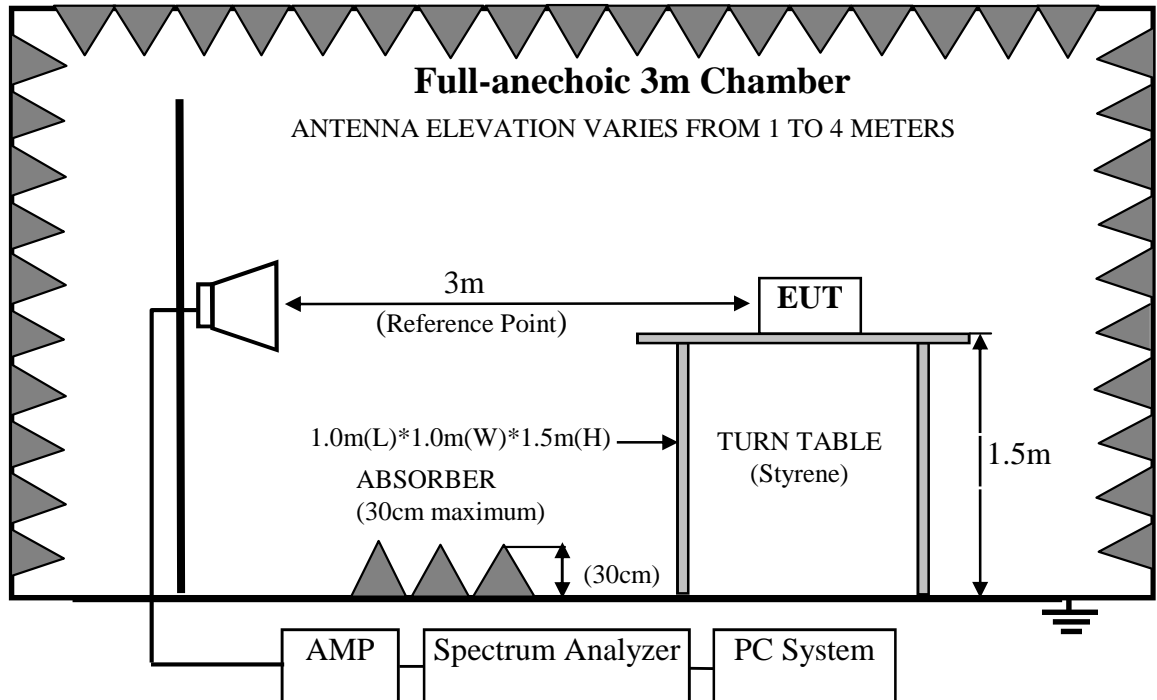 Full-anechoic 3m Chamber
ANTENNA ELEVATION VARIES FROM 1 TO 4 METERS
3m
(Reference Point)
EUT
1.0m(L)*1.0m(W)*1.5m(H)
TURN TABLE
(Styrene)
1.5m
ABSORBER
(30cm maximum)
(30cm)
AMP
Spectrum Analyzer
PC System